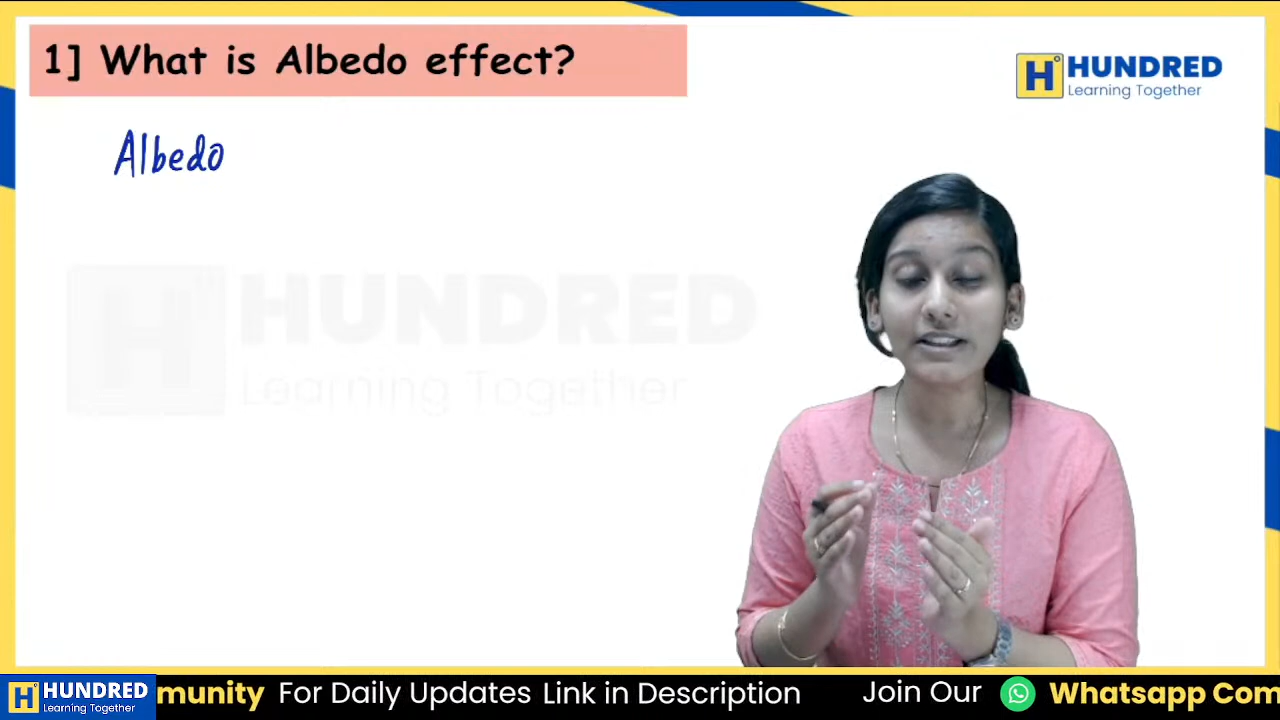 1] What is Albedo effect?
H° HUNDRED
Learning Together
Albedo
H HUNDRED
Learning Together
H° HUNDRED
Learning Together
munity For Daily Updates Link in Description Join Our Whatsapp Com